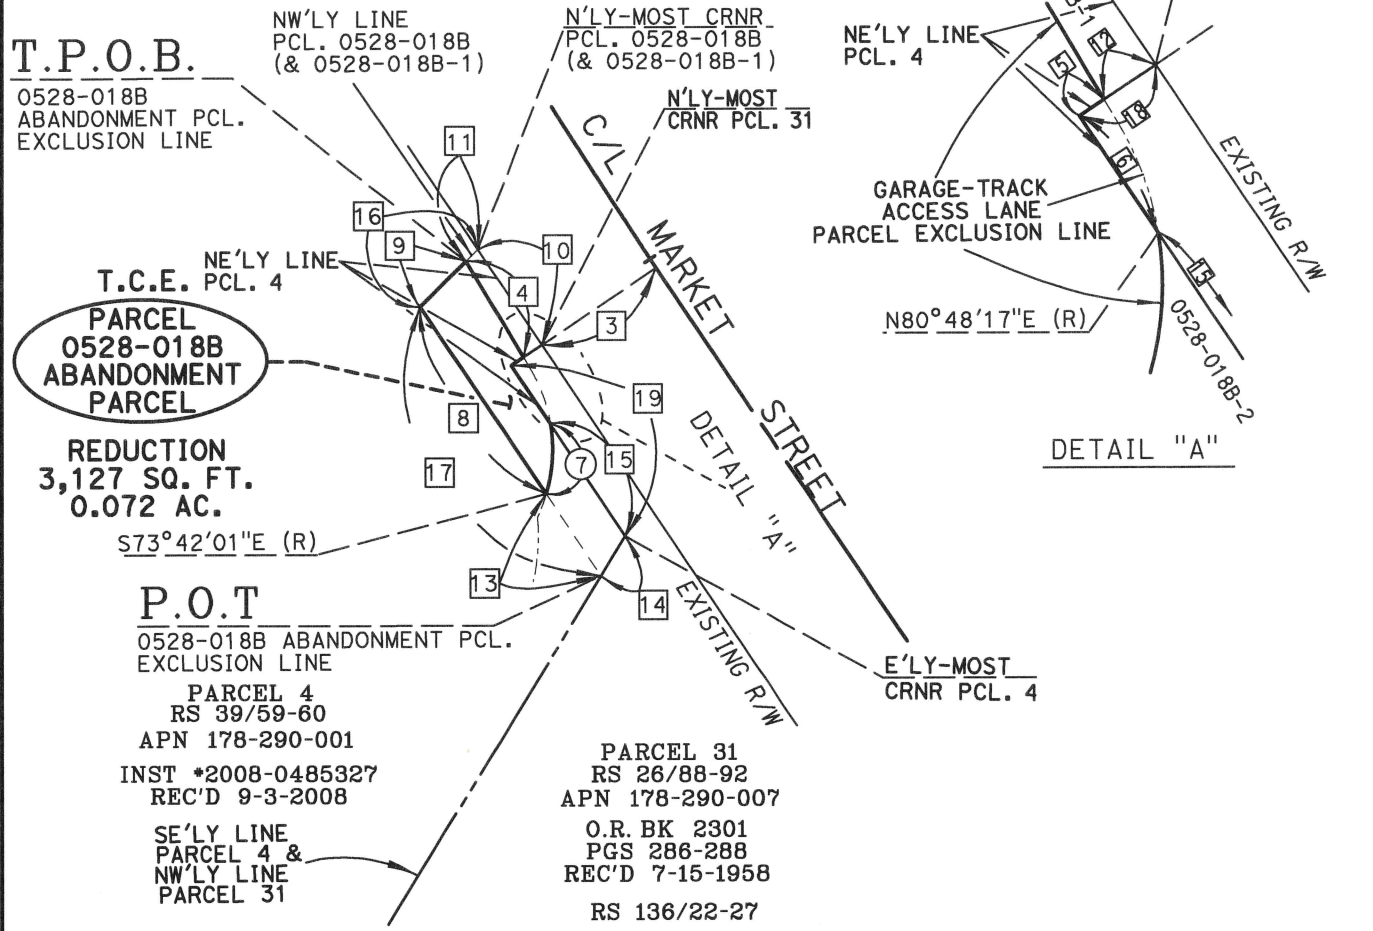 T.P.O.B.
0528-018B
ABANDONMENT PCL.
EXCLUSION LINE
NW'LY LINE
PCL. 0528-018B
(& 0528-018B-1)
N'LY-MOST CRNR
PCL. 0528-018B
(& 0528-018B-1)
N'LY-MOST
CRNR PCL. 31
C/L
MARKET
STREET
11
16
9
10
4
3
NE'LY LINE
PCL. 4
T.C.E.
PARCEL
0528-018B
ABANDONMENT
PARCEL
REDUCTION
3,127 SQ. FT.
0.072 AC.
8
17
19
7
15
DETAIL "A"
S73°42'01"E (R)
13
14
EXISTING R/W
P.O.T
0528-018B ABANDONMENT PCL.
EXCLUSION LINE
E'LY-MOST
CRNR PCL. 4
PARCEL 4
RS 39/59-60
APN 178-290-001
INST *2008-0485327
REC'D 9-3-2008
SE'LY LINE
PARCEL 4 &
NW'LY LINE
PARCEL 31
PARCEL 31
RS 26/88-92
APN 178-290-007
O.R. BK 2301
PGS 286-288
REC'D 7-15-1958
RS 136/22-27
NE'LY LINE
PCL. 4
B-1
12
5
18
6
EXISTING R/W
GARAGE-TRACK
ACCESS LANE
PARCEL EXCLUSION LINE
15
N80°48'17"E (R)
0528-018B-2
DETAIL "A"